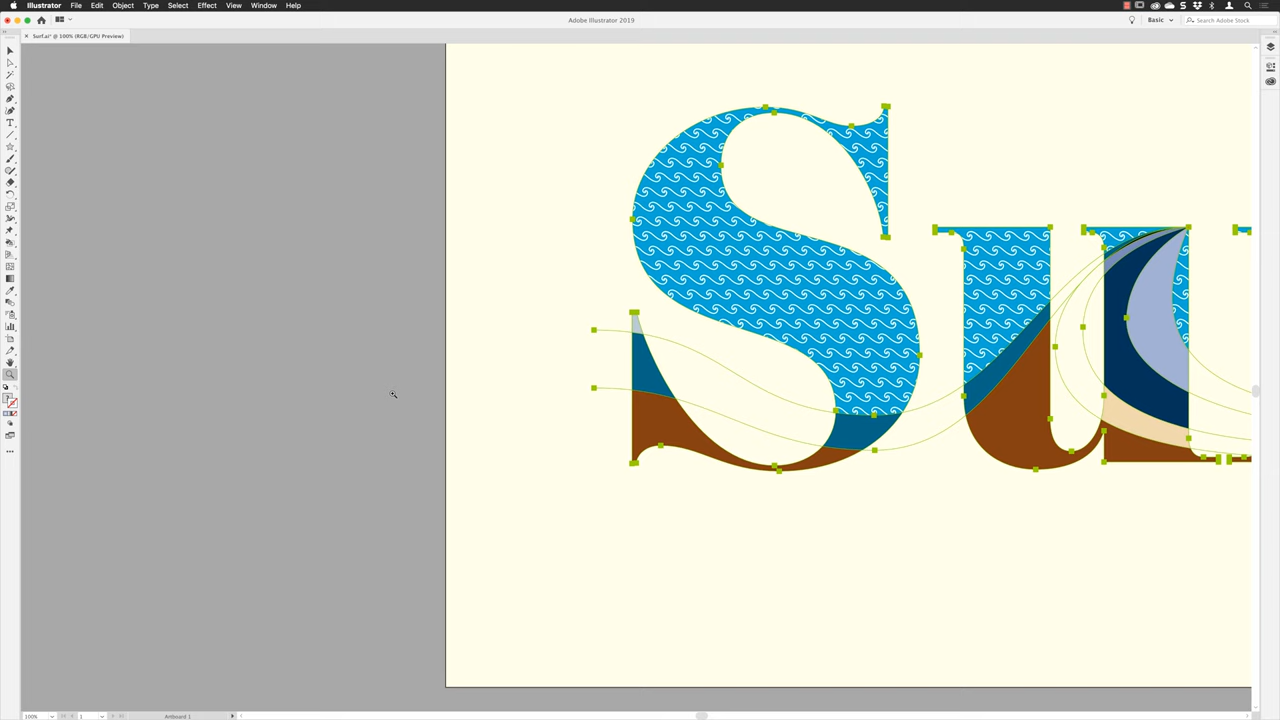 Illustrator File Edit Object Type Select Effect View Window Help
Adobe Illustrator 2019
Basic
Search Adobe Stock
Surf.ai* @ 100% (RGB/GPU Preview)
Su
100%
1
Artboard 1